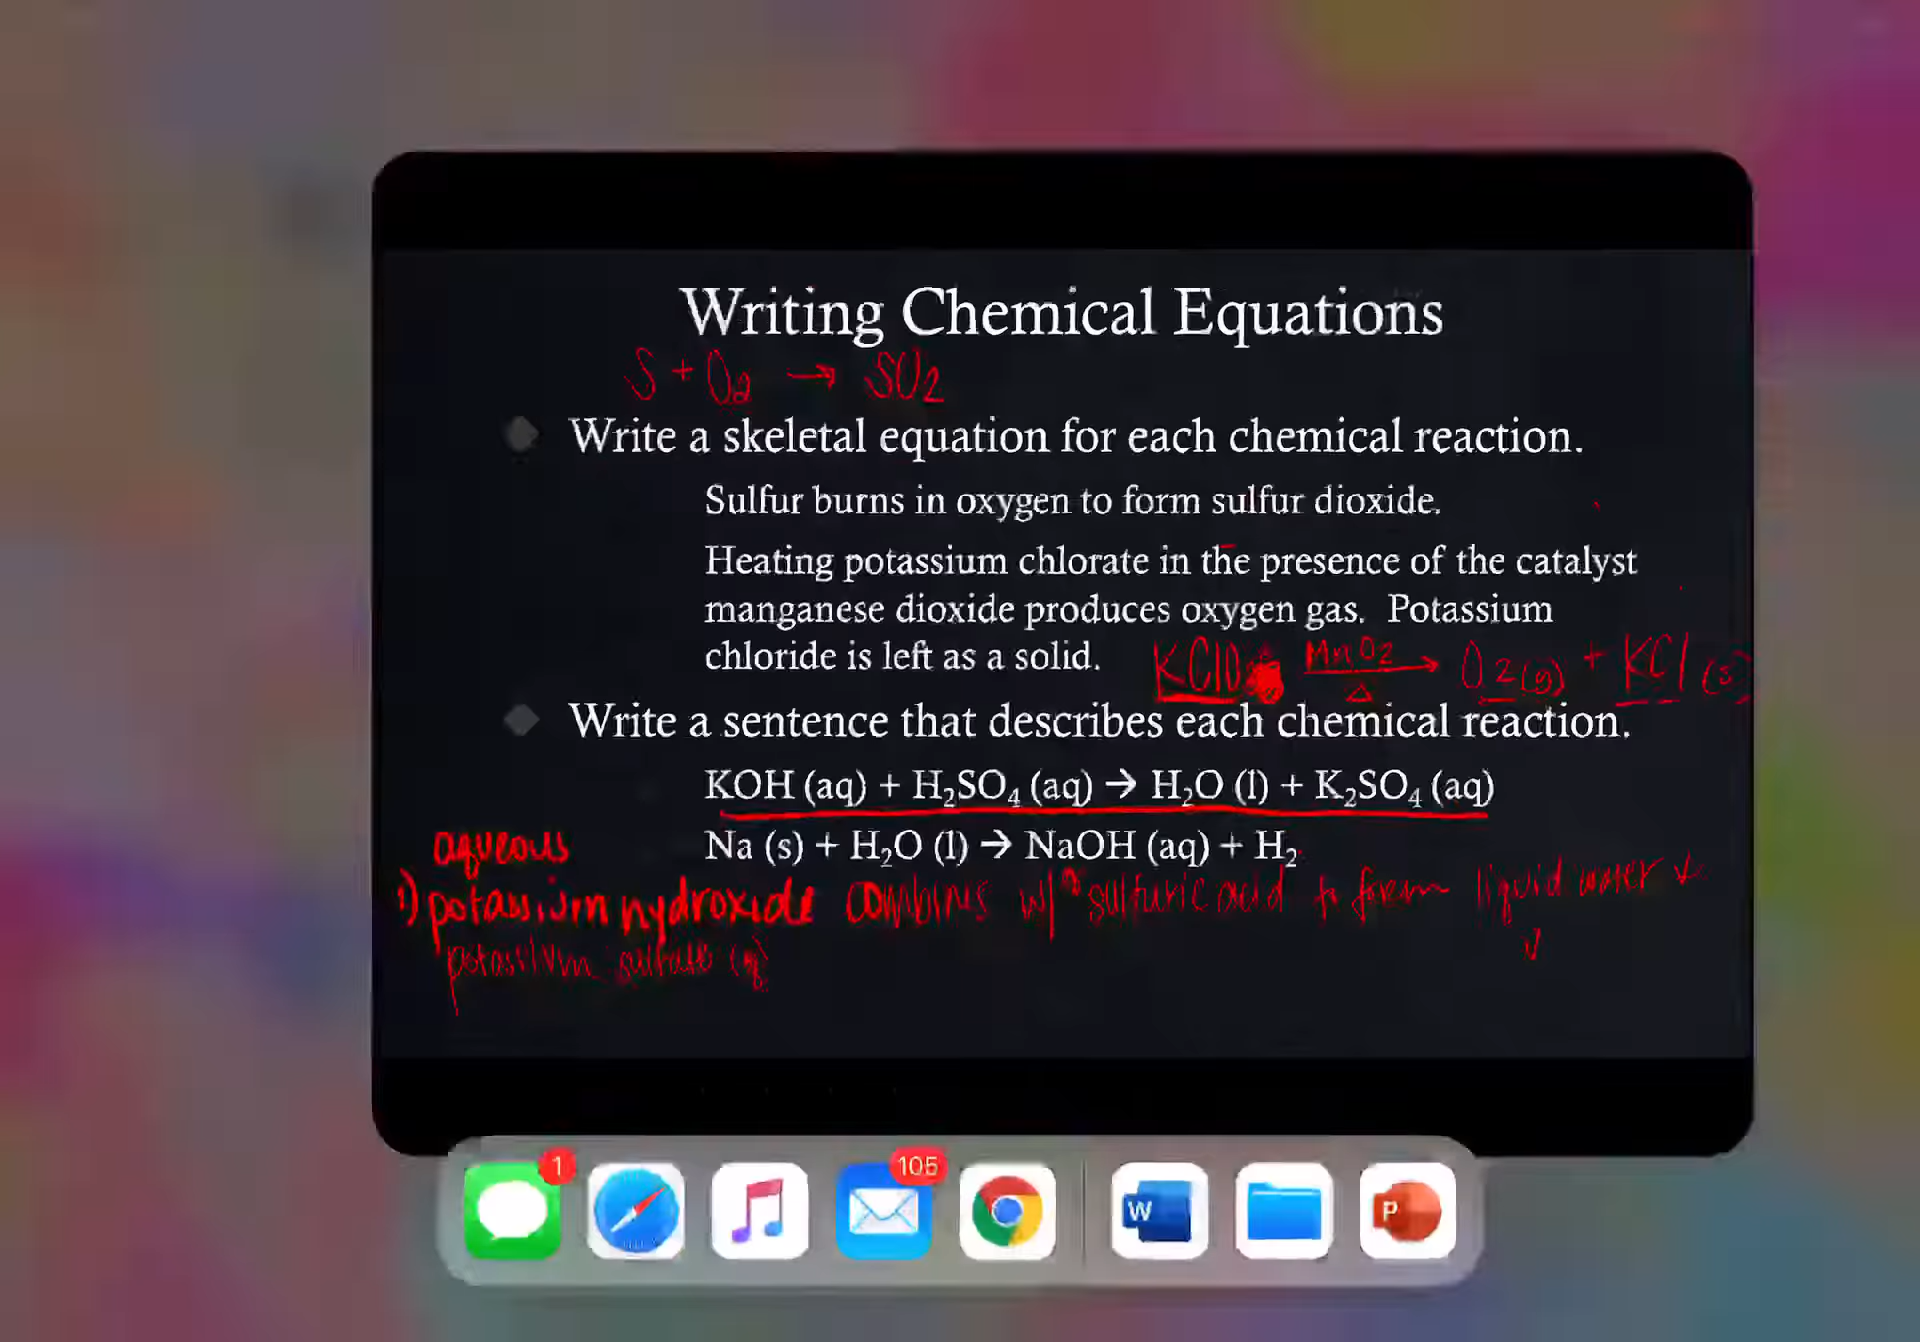 Writing Chemical Equations
S + O2 → SO2
Write a skeletal equation for each chemical reaction.
Sulfur burns in oxygen to form sulfur dioxide.
Heating potassium chlorate in the presence of the catalyst
manganese dioxide produces oxygen gas. Potassium
chloride is left as a solid.
KClO MnO2 → Δ O2(g) + KCl (s)
Write a sentence that describes each chemical reaction.
KOH (aq) + H₂SO₄ (aq) → H₂O (l) + K₂SO₄ (aq)
Na (s) + H₂O (l) → NaOH (aq) + H₂
aqueous
1) potassium hydroxide combines w/ sulfuric acid to form liquid water
potassium sulfate
1
105
W
P